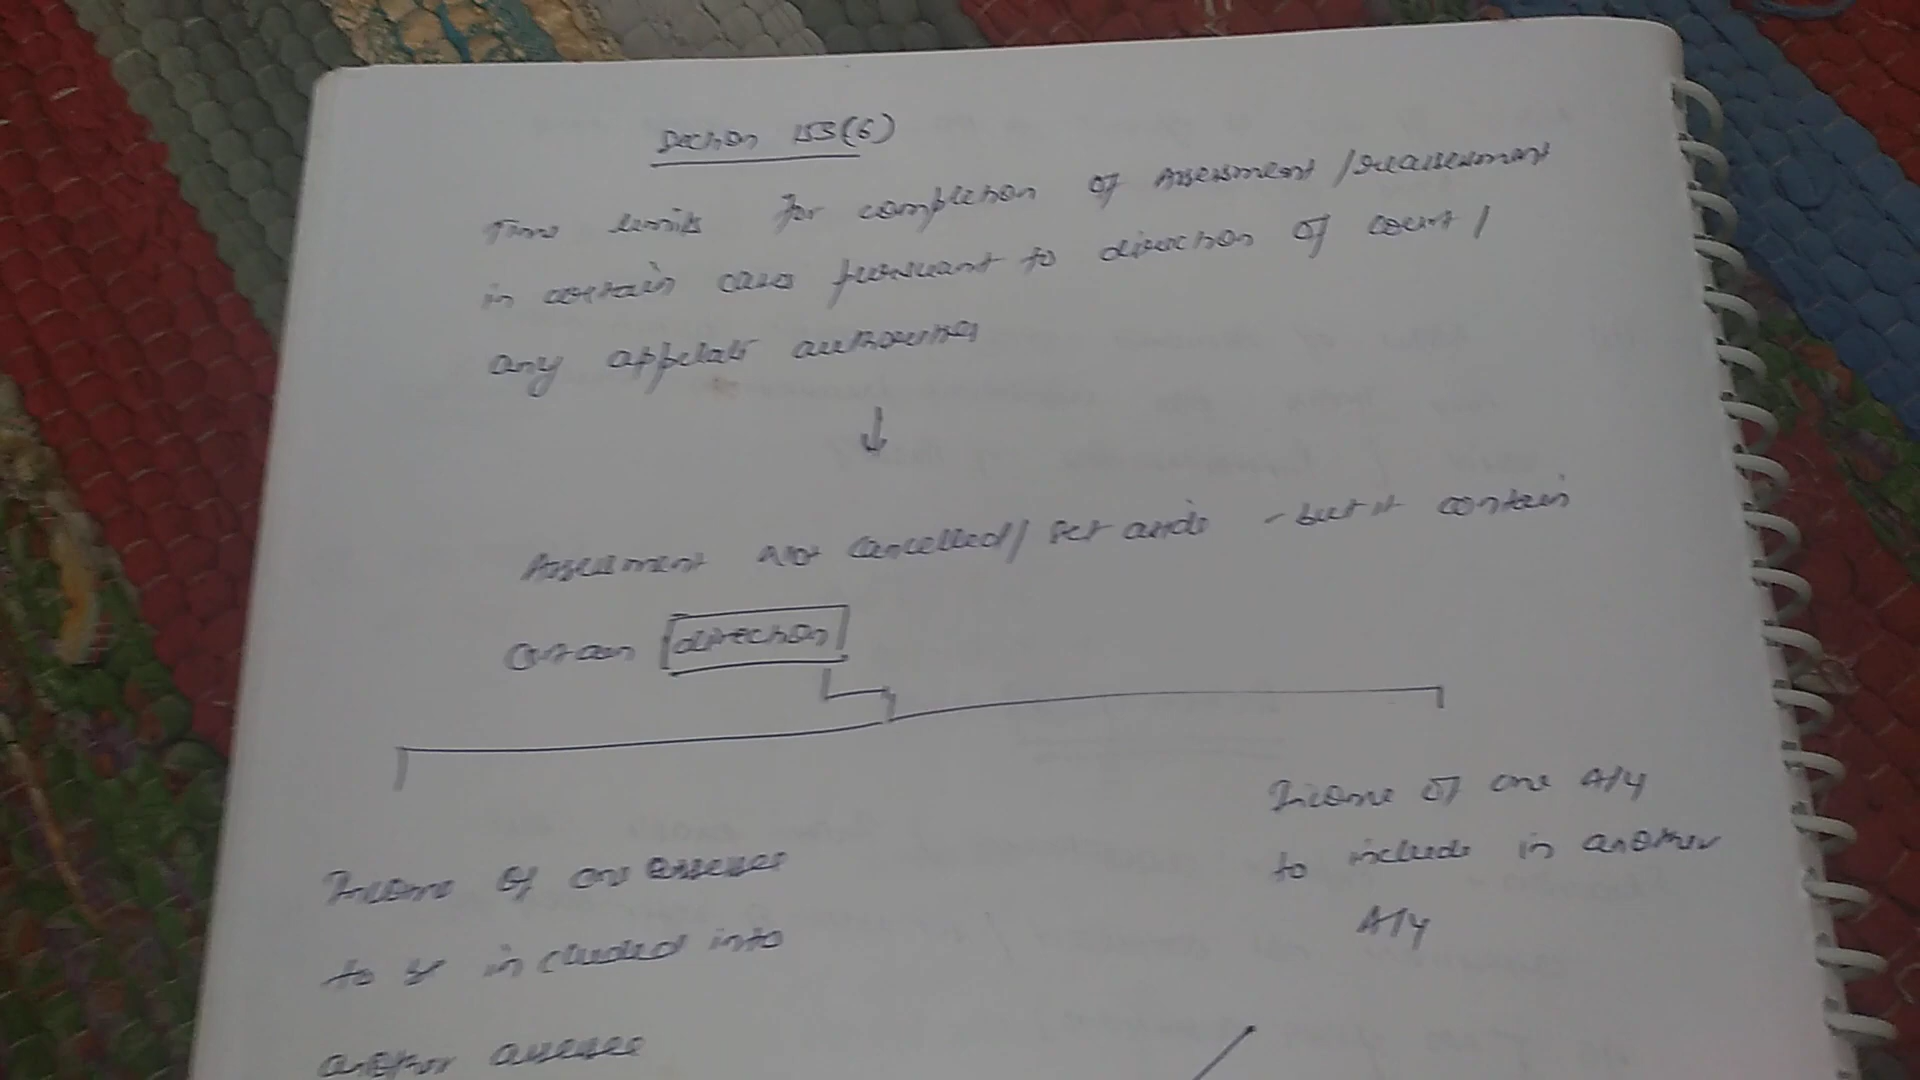 Section 153(6)
Time limits for completion of Assessment / reassessment
in certain cases pursuant to direction of court /
any appelate authorities
↓
Assessment not cancelled / Set aside - but it contain
Certain direction
Income of one A/y
to include in another
A/y
Income of one assessee
to be included into
another assessee